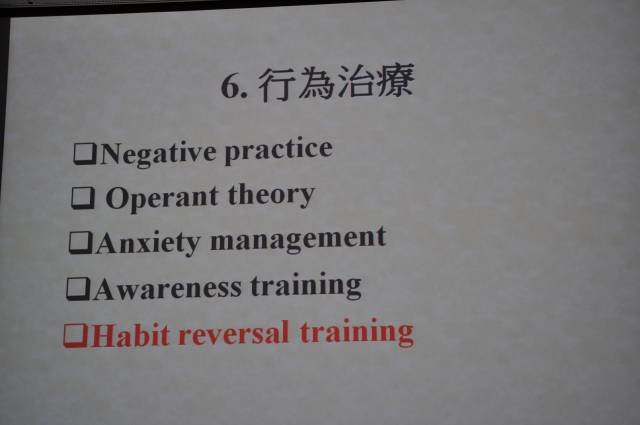 6. 行為治療
❑Negative practice
❑ Operant theory
❑Anxiety management
❑Awareness training
❑Habit reversal training